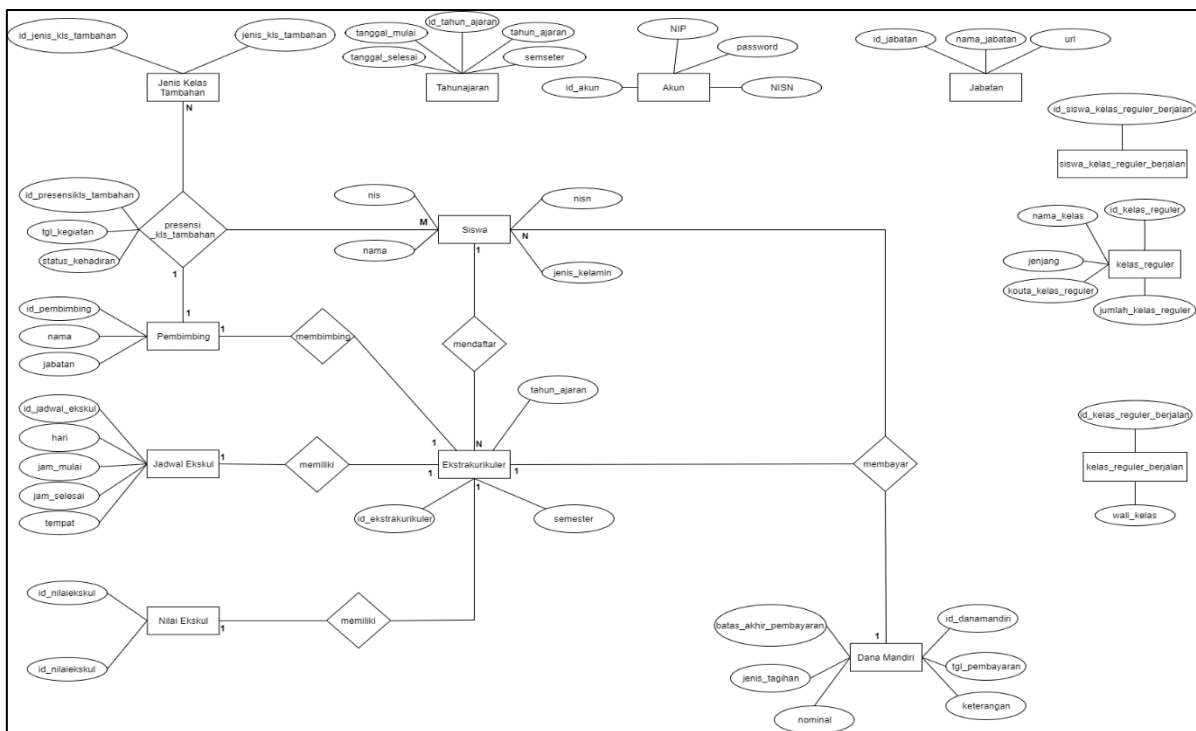 id_jenis_kls_tambahan
jenis_kls_tambahan
Jenis Kelas
Tambahan
N
tanggal_mulai
id_tahun_ajaran
tahun_ajaran
tanggal_selesai
semseter
Tahunajaran
NIP
password
id_akun
Akun
NISN
id_jabatan
nama_jabatan
url
Jabatan
id_siswa_kelas_reguler_berjalan
siswa_kelas_reguler_berjalan
id_presensikls_tambahan
tgl_kegiatan
status_kehadiran
presensi
_kls_tambahan
1
nis
nisn
M
Siswa
N
nama
1
jenis_kelamin
nama_kelas
id_kelas_reguler
jenjang
kelas_reguler
kouta_kelas_reguler
jumlah_kelas_reguler
id_pembimbing
nama
jabatan
1
Pembimbing
1
membimbing
mendaftar
tahun_ajaran
id_jadwal_ekskul
hari
jam_mulai
jam_selesai
tempat
Jadwal Ekskul
1
memiliki
1
N
1
Ekstrakurikuler
1
1
id_ekstrakurikuler
semester
membayar
id_kelas_reguler_berjalan
kelas_reguler_berjalan
wali_kelas
id_nilaiekskul
Nilai Ekskul
1
memiliki
id_nilaiekskul
batas_akhir_pembayaran
1
id_danamandiri
Dana Mandiri
jenis_tagihan
tgl_pembayaran
nominal
keterangan